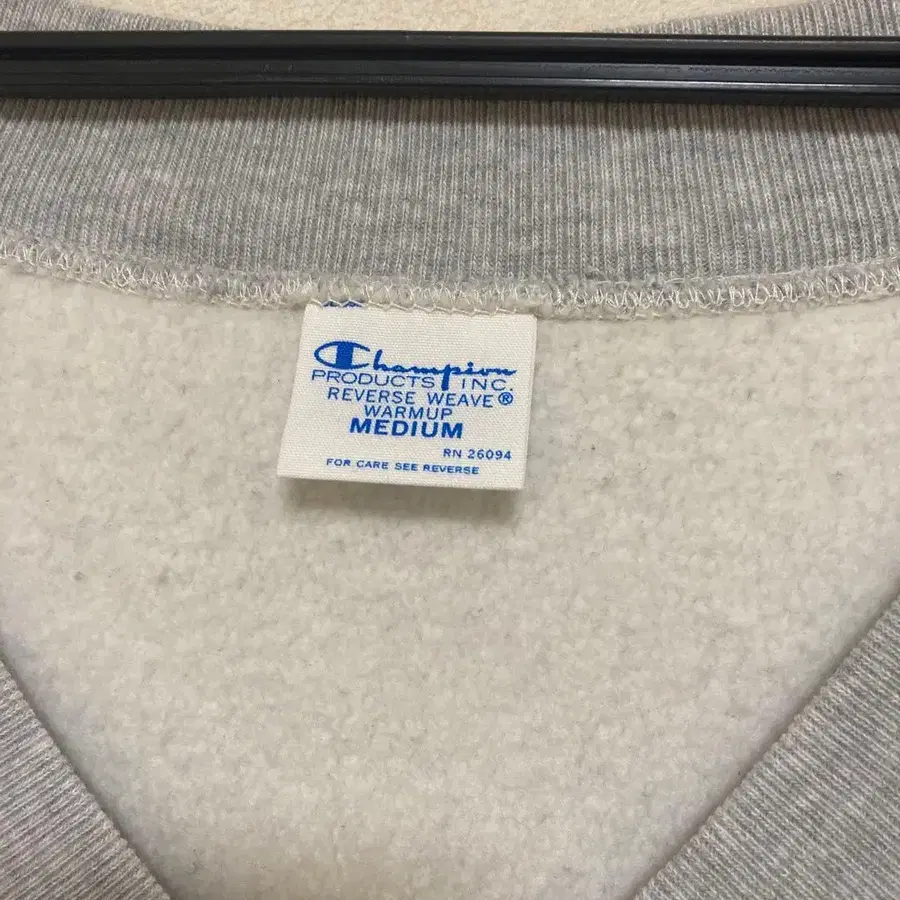 Champion
PRODUCTS INC.
REVERSE WEAVE®
WARMUP
MEDIUM
RN 26094
FOR CARE SEE REVERSE